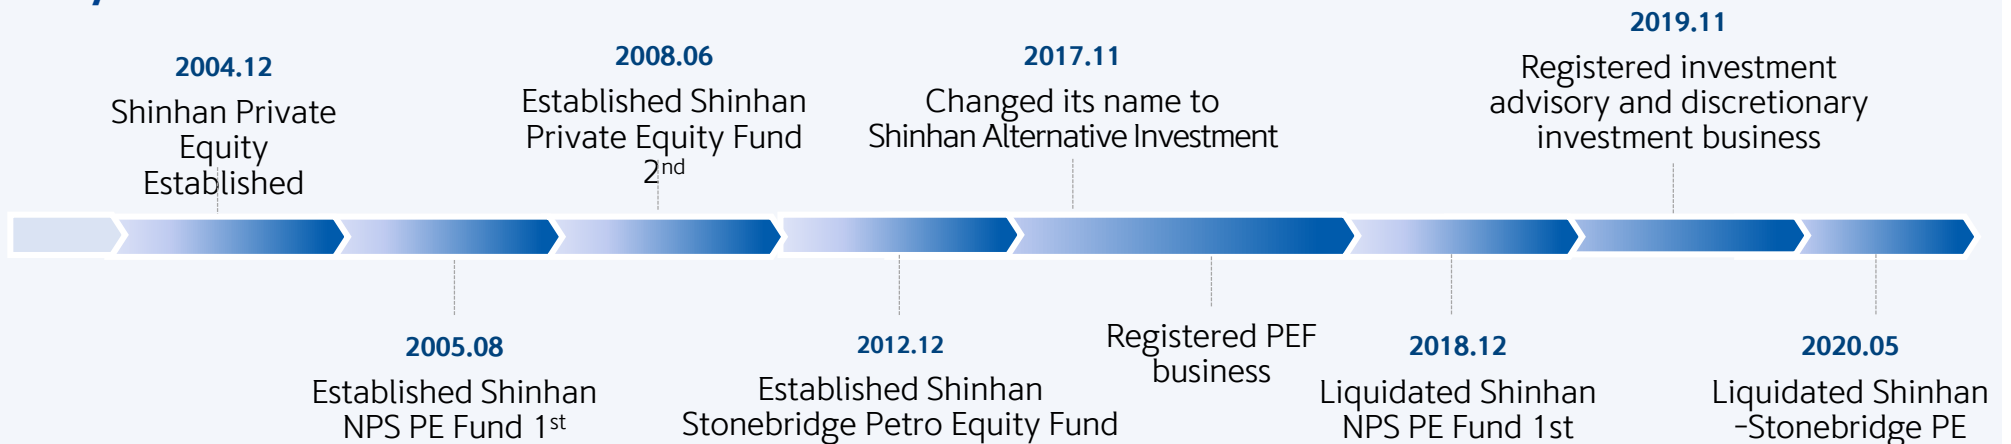 2004.12
Shinhan Private
Equity
Established
2005.08
Established Shinhan
NPS PE Fund 1st
2008.06
Established Shinhan
Private Equity Fund
2nd
2012.12
Established Shinhan
Stonebridge Petro Equity Fund
2017.11
Changed its name to
Shinhan Alternative Investment
Registered PEF
business
2018.12
Liquidated Shinhan
NPS PE Fund 1st
2019.11
Registered investment
advisory and discretionary
investment business
2020.05
Liquidated Shinhan
-Stonebridge PE